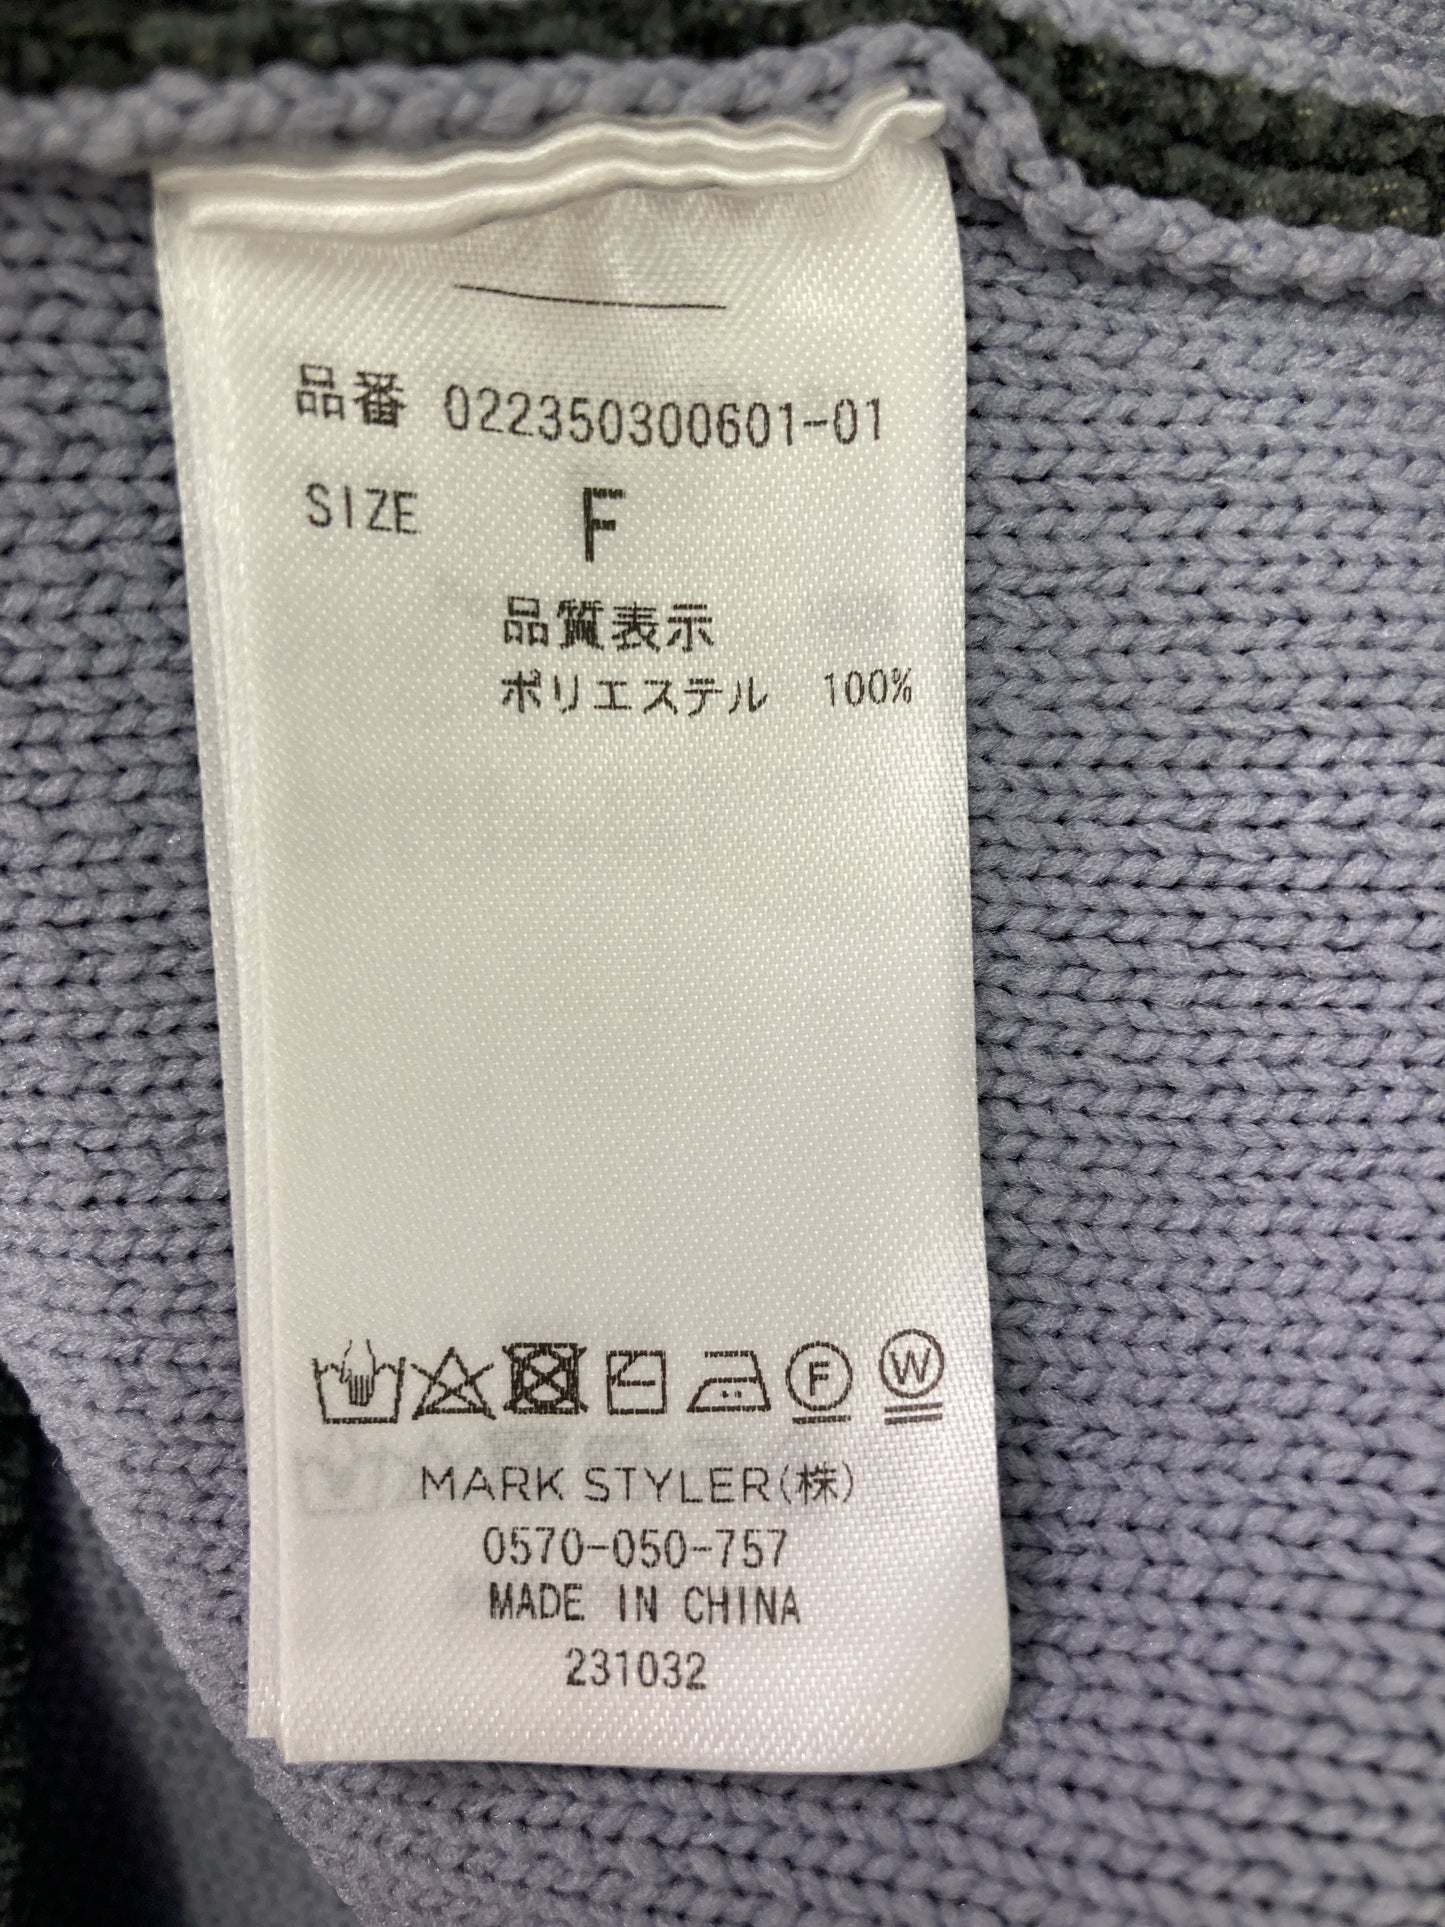 品番 022350300601-01
SIZE F
品質表示
ポリエステル 100%
F W
MARK STYLER(株)
0570-050-757
MADE IN CHINA
231032